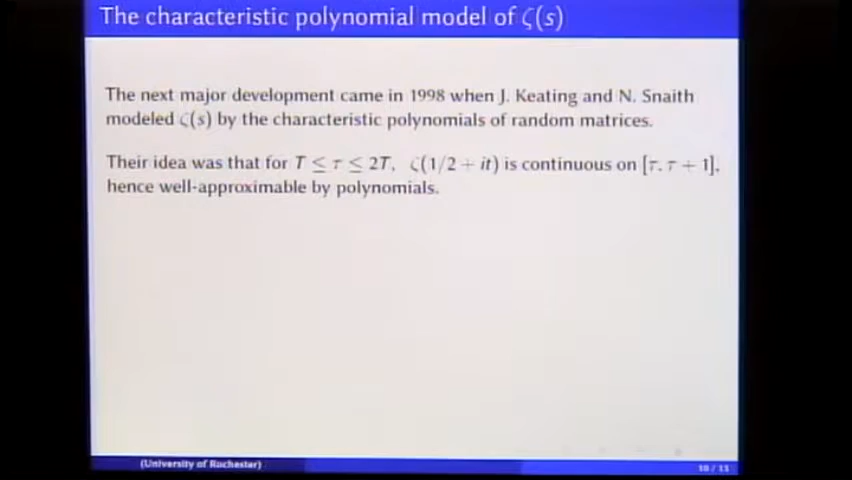 The characteristic polynomial model of ζ(s)
The next major development came in 1998 when J. Keating and N. Snaith
modeled ζ(s) by the characteristic polynomials of random matrices.
Their idea was that for T ≤ τ ≤ 2T, ζ(1/2 + it) is continuous on [τ, τ + 1],
hence well-approximable by polynomials.
(University of Rochester)
10 / 13